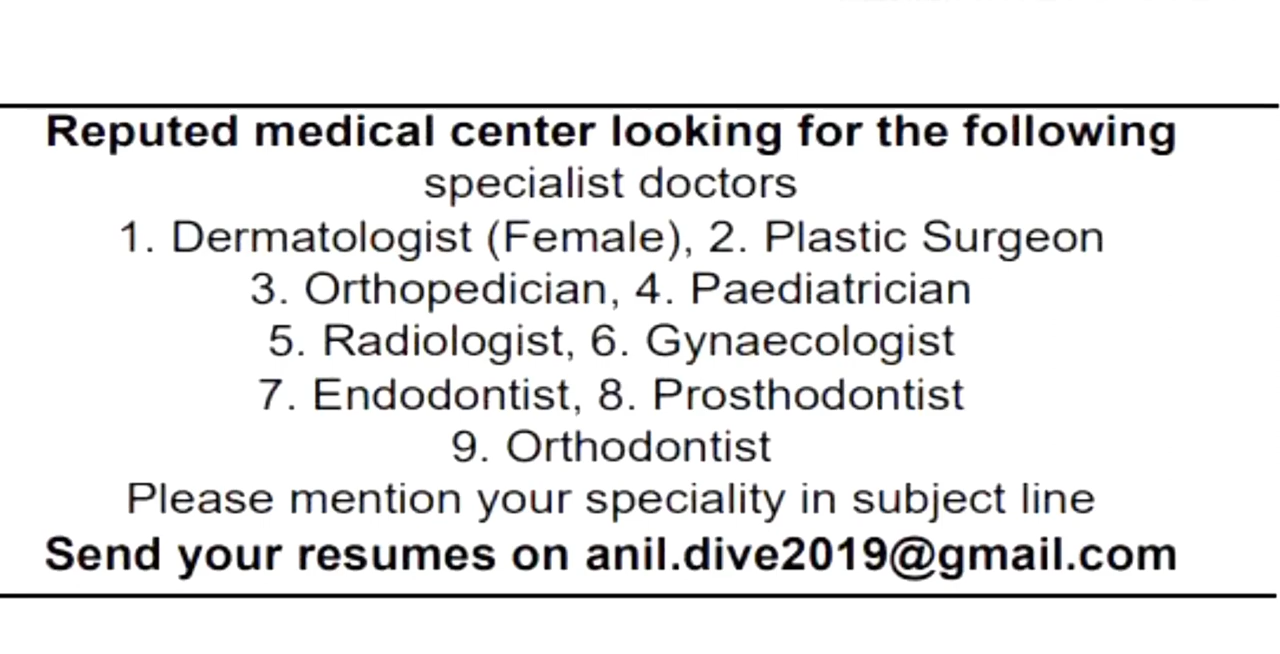 Reputed medical center looking for the following
specialist doctors
1. Dermatologist (Female), 2. Plastic Surgeon
3. Orthopedician, 4. Paediatrician
5. Radiologist, 6. Gynaecologist
7. Endodontist, 8. Prosthodontist
9. Orthodontist
Please mention your speciality in subject line
Send your resumes on anil.dive2019@gmail.com